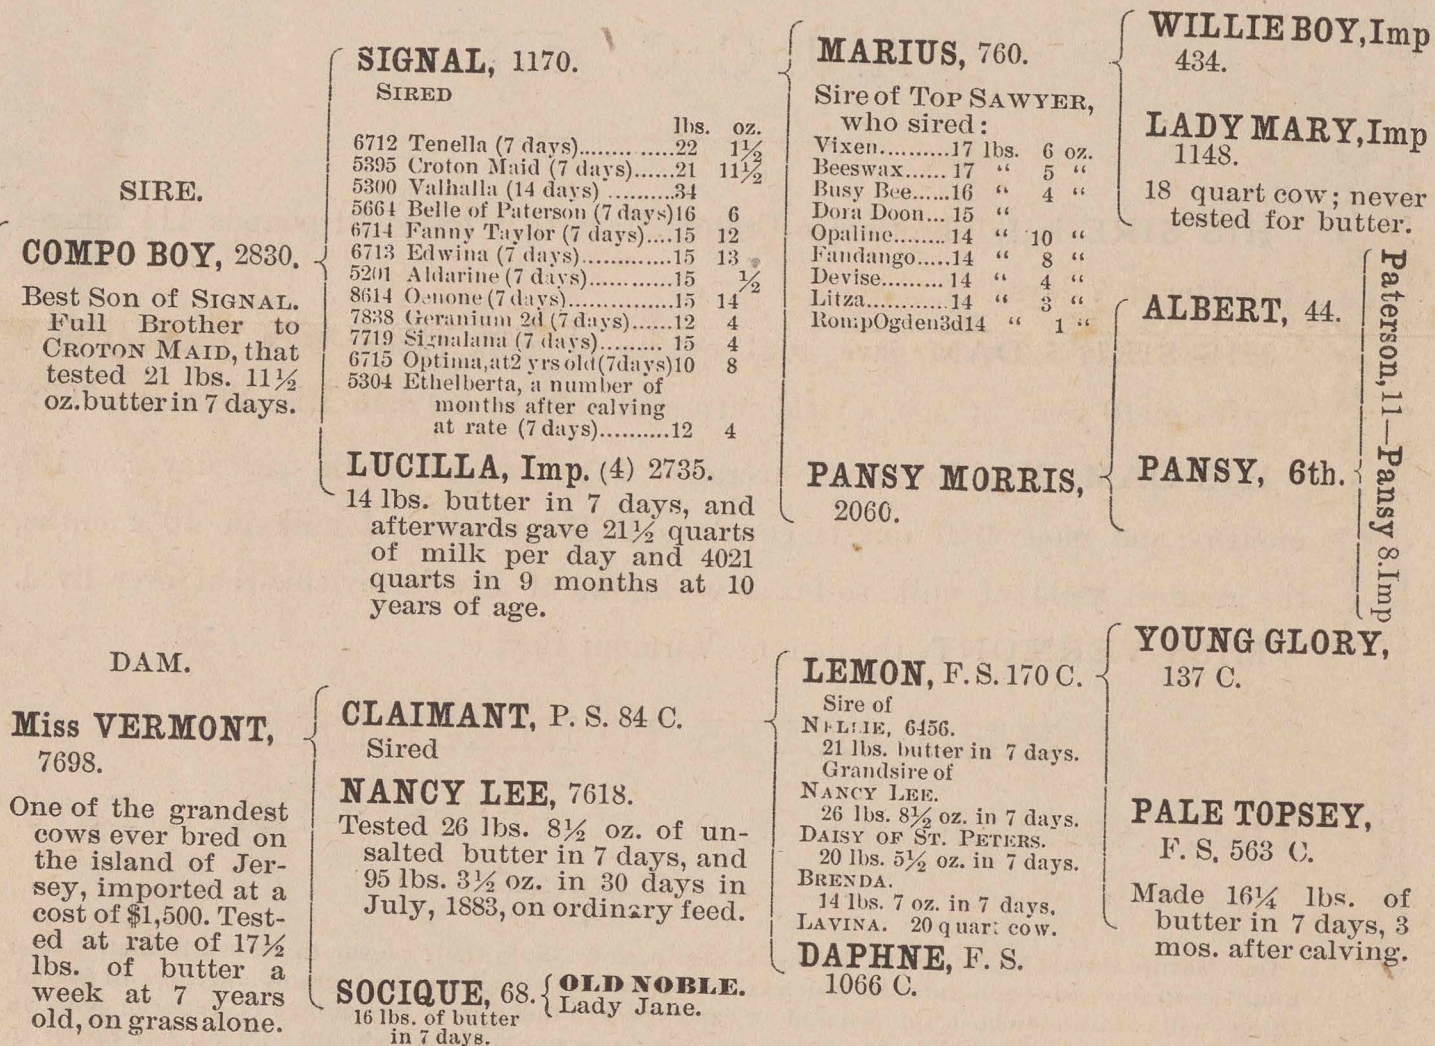 SIRE.
COMPO BOY, 2830.
Best Son of SIGNAL.
Full Brother to
CROTON MAID, that
tested 21 lbs. 11½
oz.butter in 7 days.
SIGNAL, 1170.
SIRED
lbs. oz.
6712 Tenella (7 days).............22 1½
5395 Croton Maid (7 days)......21 11½
5300 Valhalla (14 days) ..........34
5664 Belle of Paterson (7 days)16 6
6714 Fanny Taylor (7 days)....15 12
6713 Edwina (7 days).............15 13
5201 Aldarine (7 days)............15 ½
8614 Oenone (7 days)...............15 14
7838 Geranium 2d (7 days)......12 4
7719 Signalana (7 days)......... 15 4
6715 Optima,at2 yrs old(7days)10 8
5304 Ethelberta, a number of
months after calving
at rate (7 days)..........12 4
LUCILLA, Imp. (4) 2735.
14 lbs. butter in 7 days, and
afterwards gave 21½ quarts
of milk per day and 4021
quarts in 9 months at 10
years of age.
MARIUS, 760.
Sire of TOP SAWYER,
who sired:
Vixen..........17 lbs. 6 oz.
Beeswax...... 17 “ 5 “
Busy Bee......16 “ 4 “
Dora Doon... 15 “
Opaline........ 14 “ 10 “
Fandango.....14 “ 8 “
Devise......... 14 “ 4 “
Litza............14 “ 3 “
RompOgden3d14 “ 1 “
PANSY MORRIS,
2060.
WILLIE BOY, Imp
434.
LADY MARY, Imp
1148.
18 quart cow; never
tested for butter.
ALBERT, 44.
PANSY, 6th.
Paterson, 11—Pansy 8. Imp
DAM.
Miss VERMONT,
7698.
One of the grandest
cows ever bred on
the island of Jer-
sey, imported at a
cost of $1,500. Test-
ed at rate of 17½
lbs. of butter a
week at 7 years
old, on grass alone.
CLAIMANT, P. S. 84 C.
Sired
NANCY LEE, 7618.
Tested 26 lbs. 8½ oz. of un-
salted butter in 7 days, and
95 lbs. 3½ oz. in 30 days in
July, 1883, on ordinary feed.
SOCIQUE, 68.
16 lbs. of butter
in 7 days.
OLD NOBLE.
Lady Jane.
LEMON, F. S. 170 C.
Sire of
NELLIE, 6456.
21 lbs. butter in 7 days.
Grandsire of
NANCY LEE.
26 lbs. 8½ oz. in 7 days.
DAISY OF ST. PETERS.
20 lbs. 5½ oz. in 7 days.
BRENDA.
14 lbs. 7 oz. in 7 days.
LAVINA. 20 quart cow.
DAPHNE, F. S.
1066 C.
YOUNG GLORY,
137 C.
PALE TOPSEY,
F. S. 563 C.
Made 16¼ lbs. of
butter in 7 days, 3
mos. after calving.